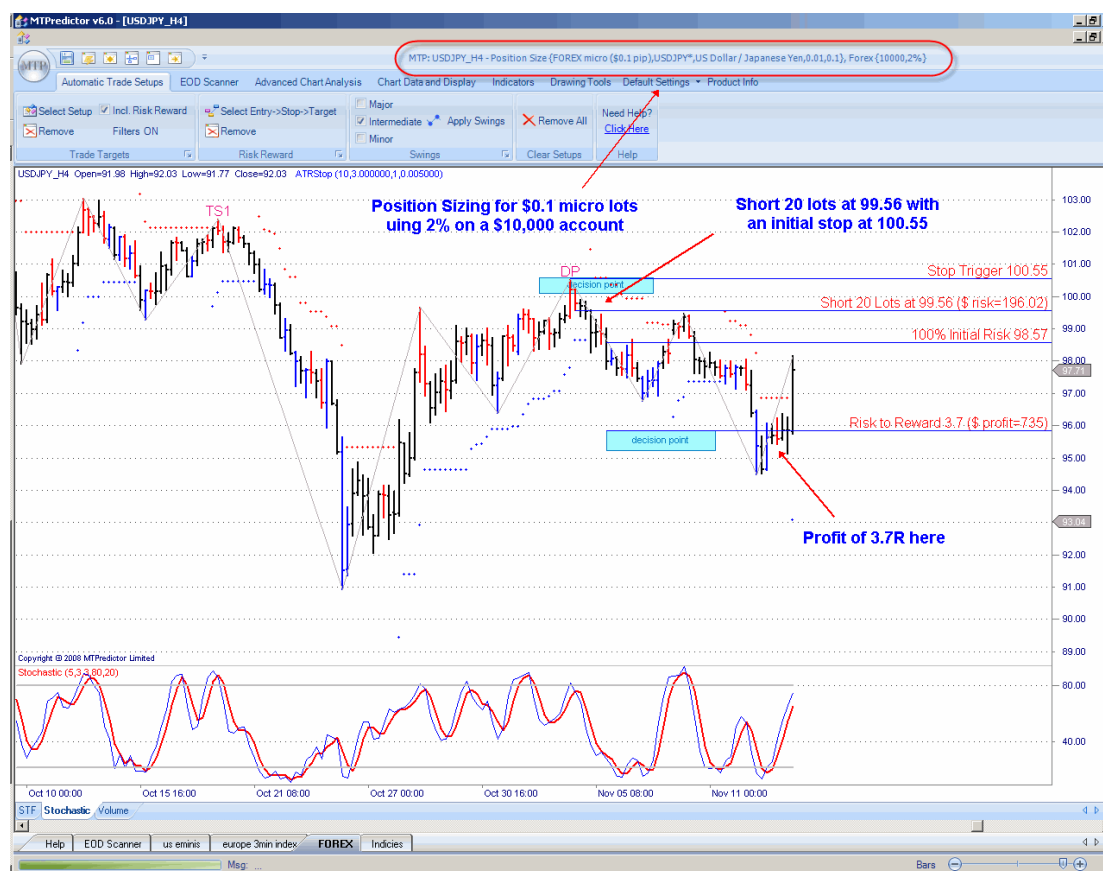 MTPredictor v6.0 - [USDJPY_H4]
MTP
MTP: USDJPY_H4 - Position Size {FOREX micro ($0.1 pip),USDJPY*,US Dollar / Japanese Yen,0.01,0.1}, Forex {10000,2%}
Automatic Trade Setups EOD Scanner Advanced Chart Analysis Chart Data and Display Indicators Drawing Tools Default Settings Product Info
Select Setup Incl. Risk Reward Select Entry->Stop->Target Major Intermediate Apply Swings Remove All Need Help?
Remove Filters ON Remove Minor Click Here
Trade Targets Risk Reward Swings Clear Setups Help
USDJPY_H4 Open=91.98 High=92.03 Low=91.77 Close=92.03 ATRStop (10,3.000000,1,0.005000)
TS1
Position Sizing for $0.1 micro lots
uing 2% on a $10,000 account
Short 20 lots at 99.56 with
an initial stop at 100.55
DP
decision point
Stop Trigger 100.55
Short 20 Lots at 99.56 ($ risk=196.02)
100% Initial Risk 98.57
Risk to Reward 3.7 ($ profit=735)
decision point
Profit of 3.7R here
103.00
102.00
101.00
100.00
99.00
98.00
97.71
97.00
96.00
95.00
94.00
93.04
92.00
91.00
90.00
89.00
Copyright © 2008 MTPredictor Limited
Stochastic (5,3,3,80,20)
80.00
40.00
Oct 10 00:00 Oct 15 16:00 Oct 21 08:00 Oct 27 00:00 Oct 30 16:00 Nov 05 08:00 Nov 11 00:00
STF Stochastic Volume
Help EOD Scanner us eminis europe 3min index FOREX Indicies
Msg: ...
Bars